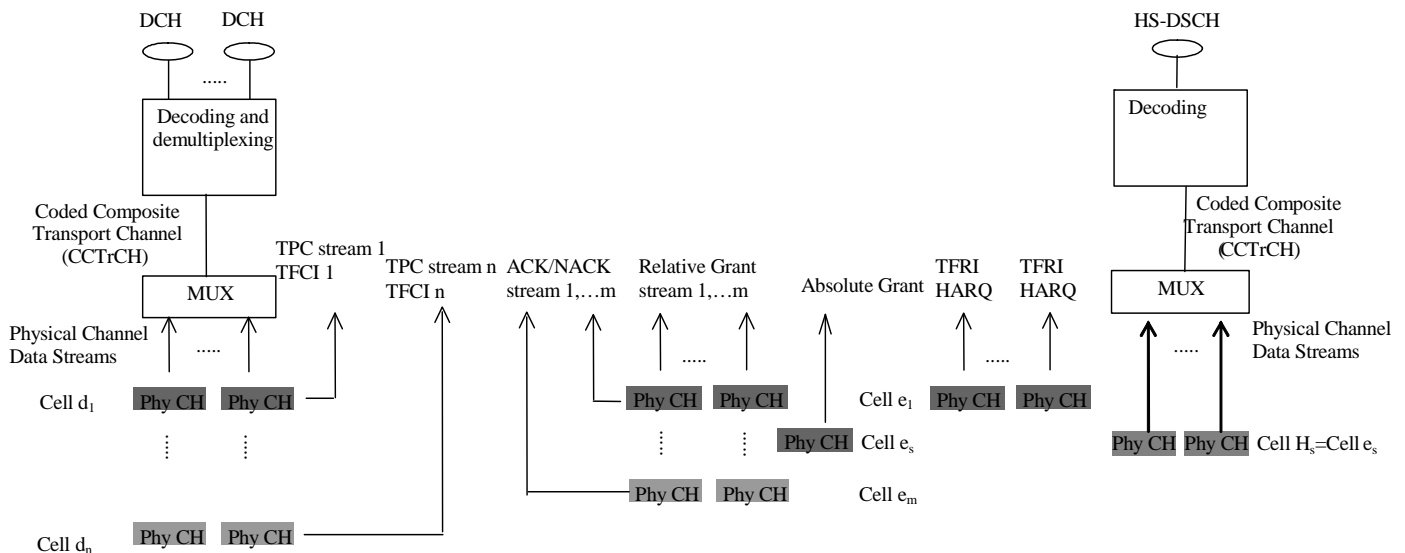 DCH DCH HS-DSCH
.....
Decoding and
demultiplexing
Decoding
Coded Composite
Transport Channel
(CCTrCH)
Coded Composite
Transport Channel
(CCTrCH)
TPC stream 1
TFCI 1
TPC stream n
TFCI n
ACK/NACK
stream 1,…m
Relative Grant
stream 1,…m
Absolute Grant
TFRI
HARQ
TFRI
HARQ
MUX
MUX
Physical Channel
Data Streams
.....
.....
.....
.....
Physical Channel
Data Streams
Cell d1 Phy CH Phy CH
Phy CH Phy CH Cell e1 Phy CH Phy CH
Phy CH Cell es
Phy CH Phy CH Cell Hs=Cell es
Phy CH Phy CH Cell em
Cell dn Phy CH Phy CH